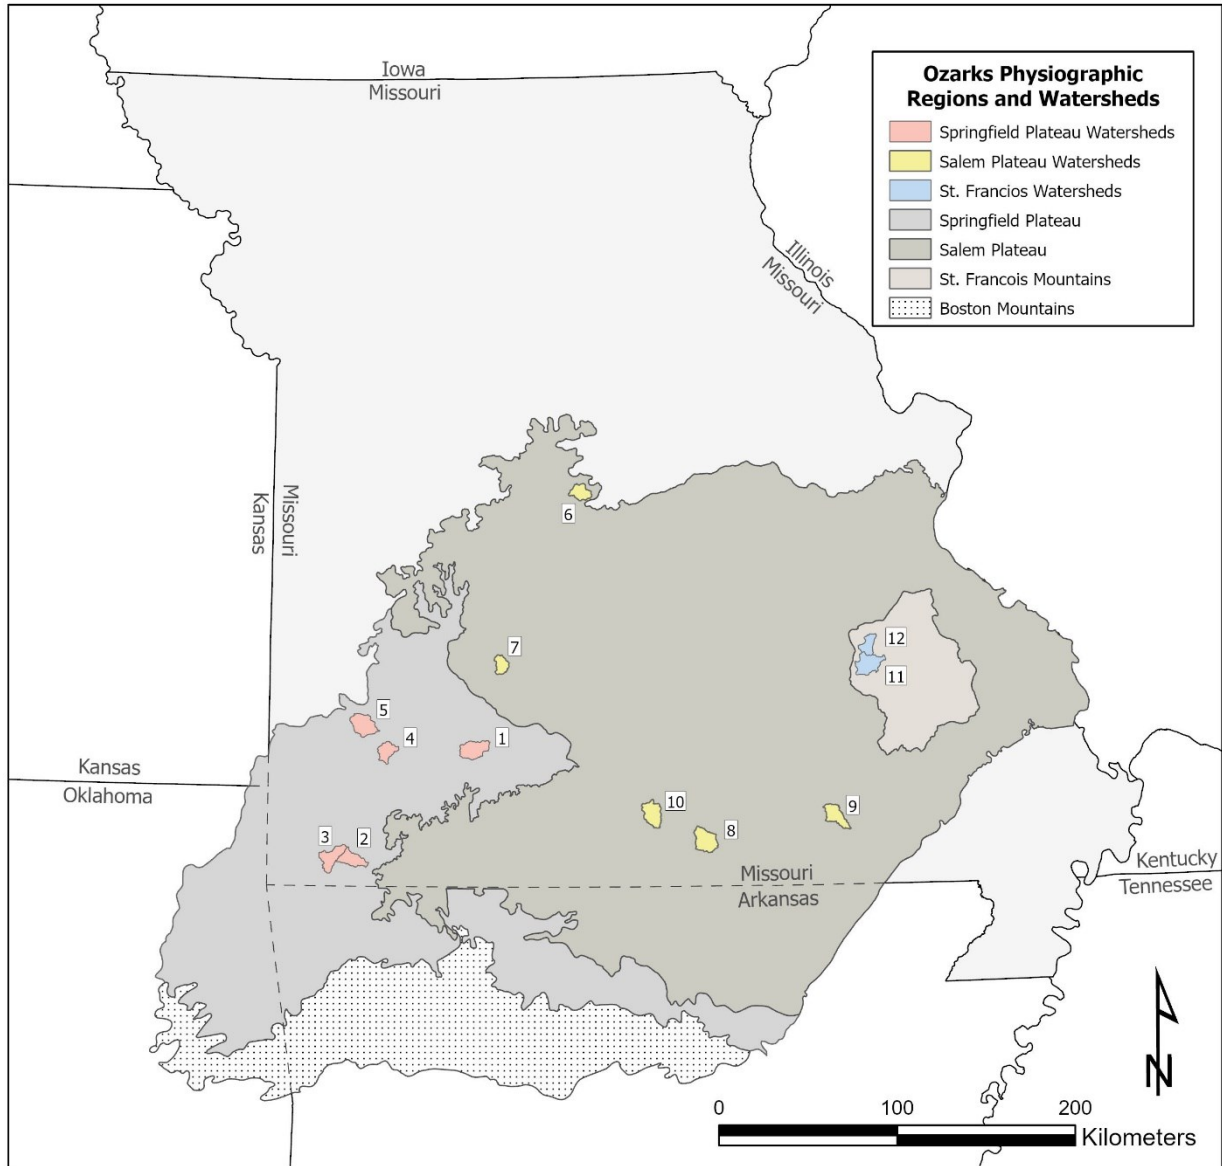 Iowa
Missouri
Ozarks Physiographic
Regions and Watersheds
Springfield Plateau Watersheds
Salem Plateau Watersheds
St. Francios Watersheds
Springfield Plateau
Salem Plateau
St. Francois Mountains
Boston Mountains
Illinois
Missouri
Kansas
Missouri
6
7
12
11
5
4
1
Kansas
Oklahoma
10
9
8
3
2
Missouri
Arkansas
Kentucky
Tennessee
N
0
100
200
Kilometers